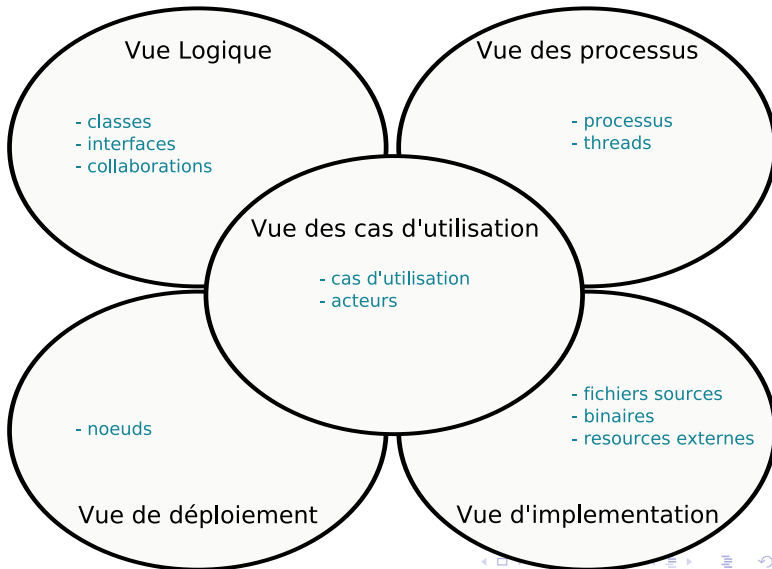 Vue Logique
- classes
- interfaces
- collaborations
Vue des processus
- processus
- threads
Vue des cas d'utilisation
- cas d'utilisation
- acteurs
- noeuds
Vue de déploiement
- fichiers sources
- binaires
- resources externes
Vue d'implementation